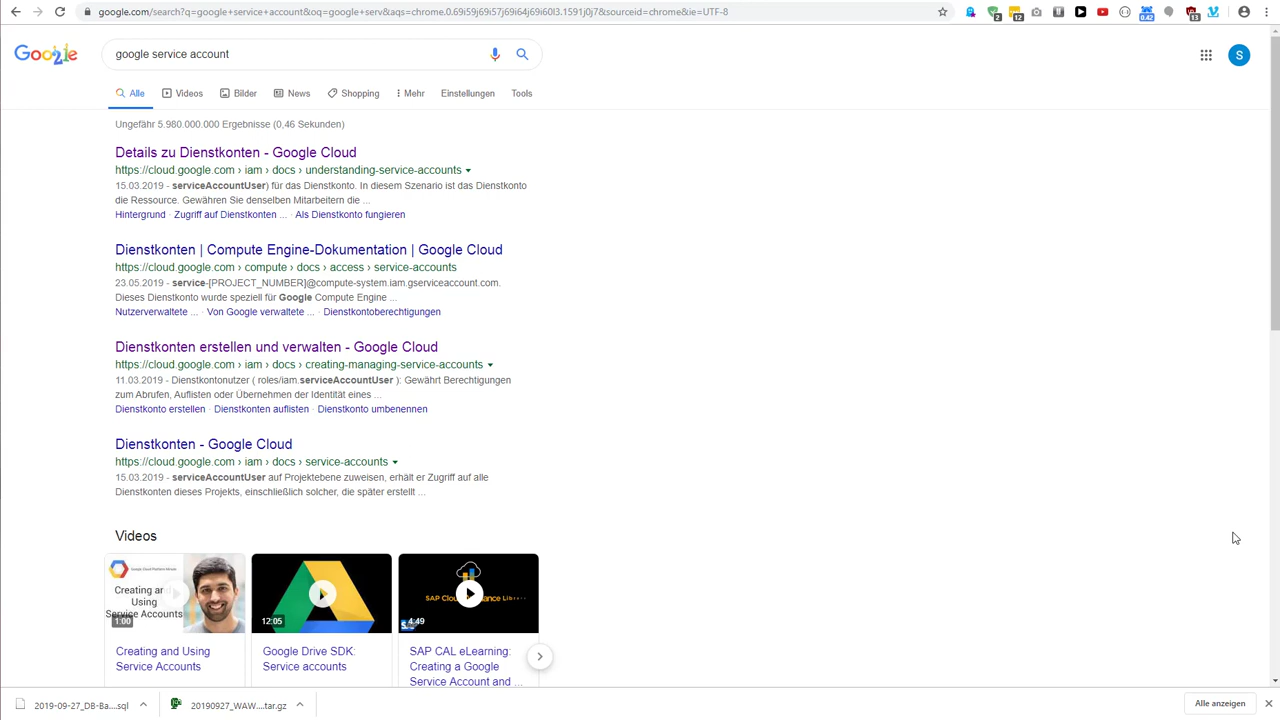 google.com/search?q=google+service+account&oq=google+serv&aqs=chrome.0.69i59j69i57j69i64j69i60l3.1591j0j7&sourceid=chrome&ie=UTF-8
2
12
0.42
13
Google
google service account
S
Alle Videos Bilder News Shopping Mehr Einstellungen Tools
Ungefähr 5.980.000.000 Ergebnisse (0,46 Sekunden)
Details zu Dienstkonten - Google Cloud
https://cloud.google.com › iam › docs › understanding-service-accounts
15.03.2019 - serviceAccountUser) für das Dienstkonto. In diesem Szenario ist das Dienstkonto
die Ressource. Gewähren Sie denselben Mitarbeitern die ...
Hintergrund · Zugriff auf Dienstkonten ... · Als Dienstkonto fungieren
Dienstkonten | Compute Engine-Dokumentation | Google Cloud
https://cloud.google.com › compute › docs › access › service-accounts
23.05.2019 - service-[PROJECT_NUMBER]@compute-system.iam.gserviceaccount.com.
Dieses Dienstkonto wurde speziell für Google Compute Engine ...
Nutzerverwaltete ... · Von Google verwaltete ... · Dienstkontoberechtigungen
Dienstkonten erstellen und verwalten - Google Cloud
https://cloud.google.com › iam › docs › creating-managing-service-accounts
11.03.2019 - Dienstkontonutzer ( roles/iam.serviceAccountUser ): Gewährt Berechtigungen
zum Abrufen, Auflisten oder Übernehmen der Identität eines ...
Dienstkonto erstellen · Dienstkonten auflisten · Dienstkonto umbenennen
Dienstkonten - Google Cloud
https://cloud.google.com › iam › docs › service-accounts
15.03.2019 - serviceAccountUser auf Projektebene zuweisen, erhält er Zugriff auf alle
Dienstkonten dieses Projekts, einschließlich solcher, die später erstellt ...
Videos
Creating and
Using
Service Accounts
1:00
12:05
4:49
Creating and Using
Service Accounts
Google Drive SDK:
Service accounts
SAP CAL eLearning:
Creating a Google
Service Account and ...
2019-09-27_DB-Ba....sql
20190927_WAW....tar.gz
Alle anzeigen